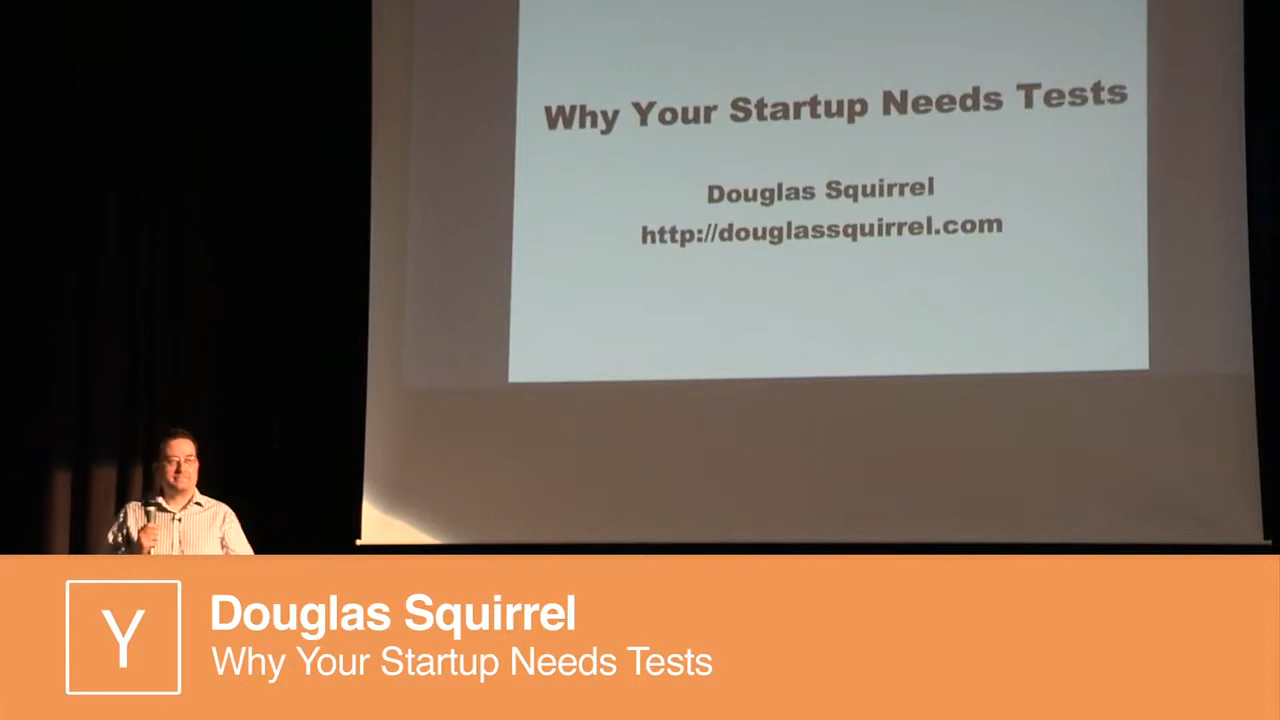 Why Your Startup Needs Tests
Douglas Squirrel
http://douglassquirrel.com
Y
Douglas Squirrel
Why Your Startup Needs Tests